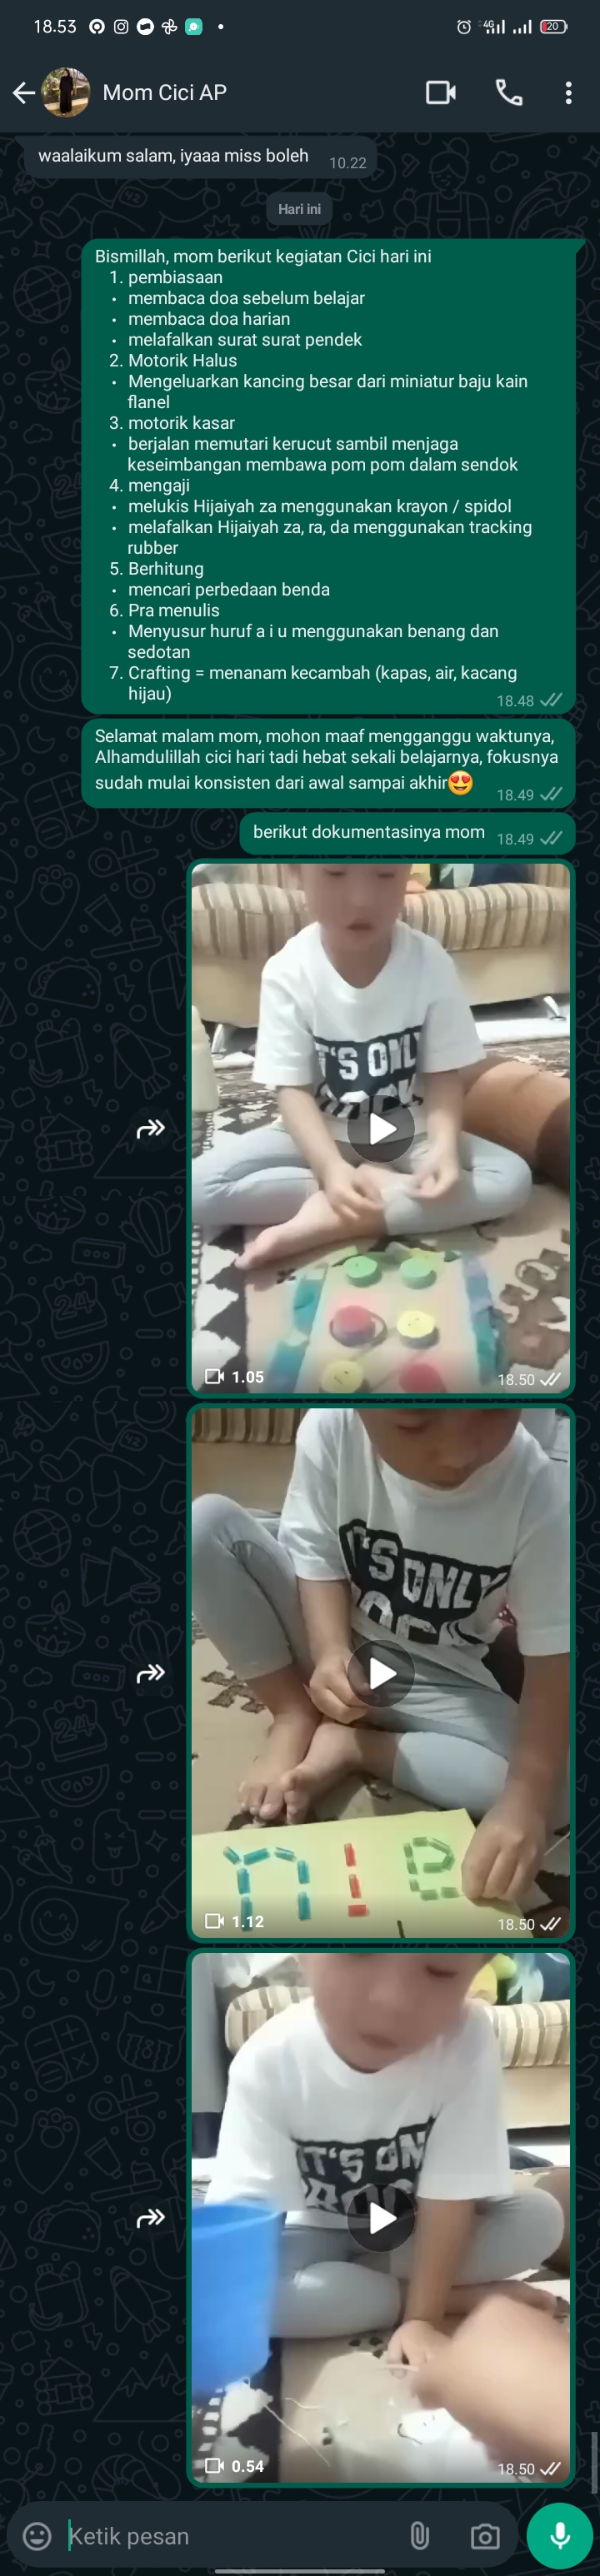 18.53
4G
20
Mom Cici AP
waalaikum salam, iyaaa miss boleh 10.22
Hari ini
Bismillah, mom berikut kegiatan Cici hari ini
1. pembiasaan
• membaca doa sebelum belajar
• membaca doa harian
• melafalkan surat surat pendek
2. Motorik Halus
• Mengeluarkan kancing besar dari miniatur baju kain
flanel
3. motorik kasar
• berjalan memutari kerucut sambil menjaga
keseimbangan membawa pom pom dalam sendok
4. mengaji
• melukis Hijaiyah za menggunakan krayon / spidol
• melafalkan Hijaiyah za, ra, da menggunakan tracking
rubber
5. Berhitung
• mencari perbedaan benda
6. Pra menulis
• Menyusur huruf a i u menggunakan benang dan
sedotan
7. Crafting = menanam kecambah (kapas, air, kacang
hijau)
18.48
Selamat malam mom, mohon maaf mengganggu waktunya,
Alhamdulillah cici hari tadi hebat sekali belajarnya, fokusnya
sudah mulai konsisten dari awal sampai akhir😍
18.49
berikut dokumentasinya mom 18.49
T'S ONLY
1.05
18.50
T'S ONLY
1.12
18.50
IT'S ON
0.54
18.50
Ketik pesan